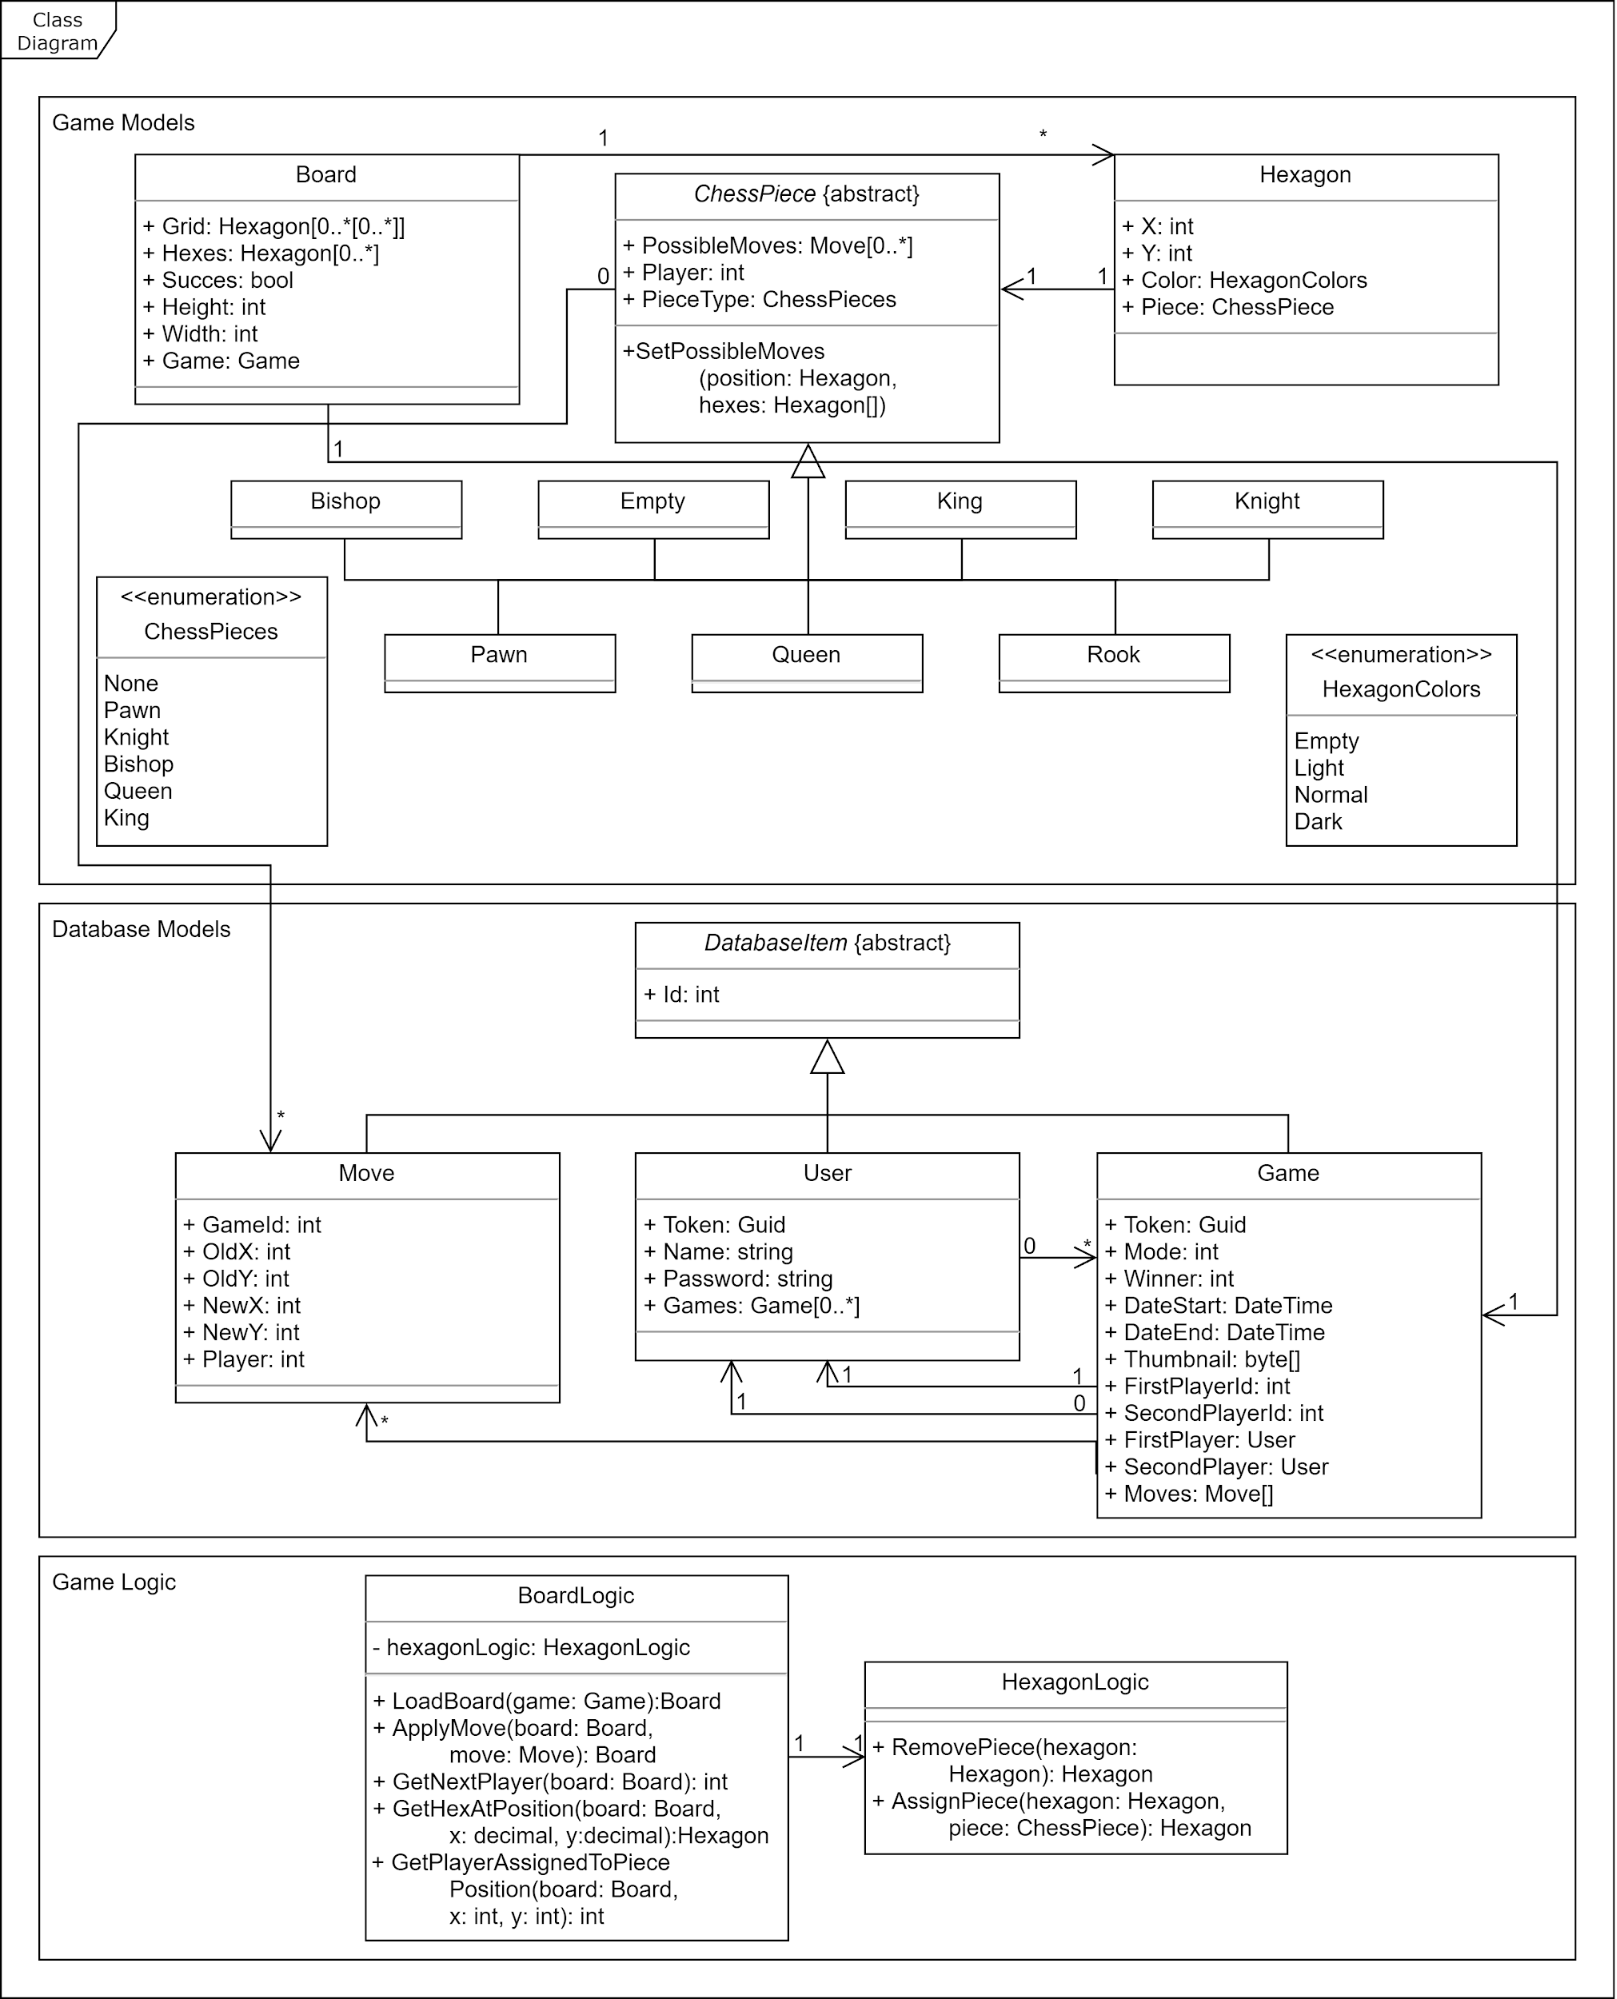 Class
Diagram
Game Models
1
*
Board
+ Grid: Hexagon[0..*[0..*]]
+ Hexes: Hexagon[0..*]
+ Succes: bool
+ Height: int
+ Width: int
+ Game: Game
ChessPiece {abstract}
+ PossibleMoves: Move[0..*]
+ Player: int
+ PieceType: ChessPieces
+SetPossibleMoves
(position: Hexagon,
hexes: Hexagon[])
Hexagon
+ X: int
+ Y: int
+ Color: HexagonColors
+ Piece: ChessPiece
0
1
1
1
Bishop
Empty
King
Knight
<<enumeration>>
ChessPieces
None
Pawn
Knight
Bishop
Queen
King
Pawn
Queen
Rook
<<enumeration>>
HexagonColors
Empty
Light
Normal
Dark
Database Models
DatabaseItem {abstract}
+ Id: int
*
Move
+ GameId: int
+ OldX: int
+ OldY: int
+ NewX: int
+ NewY: int
+ Player: int
User
+ Token: Guid
+ Name: string
+ Password: string
+ Games: Game[0..*]
0
*
Game
+ Token: Guid
+ Mode: int
+ Winner: int
+ DateStart: DateTime
+ DateEnd: DateTime
+ Thumbnail: byte[]
+ FirstPlayerId: int
+ SecondPlayerId: int
+ FirstPlayer: User
+ SecondPlayer: User
+ Moves: Move[]
1
1
1
1
0
*
Game Logic
BoardLogic
- hexagonLogic: HexagonLogic
+ LoadBoard(game: Game):Board
+ ApplyMove(board: Board,
move: Move): Board
+ GetNextPlayer(board: Board): int
+ GetHexAtPosition(board: Board,
x: decimal, y:decimal):Hexagon
+ GetPlayerAssignedToPiece
Position(board: Board,
x: int, y: int): int
1
1
HexagonLogic
+ RemovePiece(hexagon:
Hexagon): Hexagon
+ AssignPiece(hexagon: Hexagon,
piece: ChessPiece): Hexagon